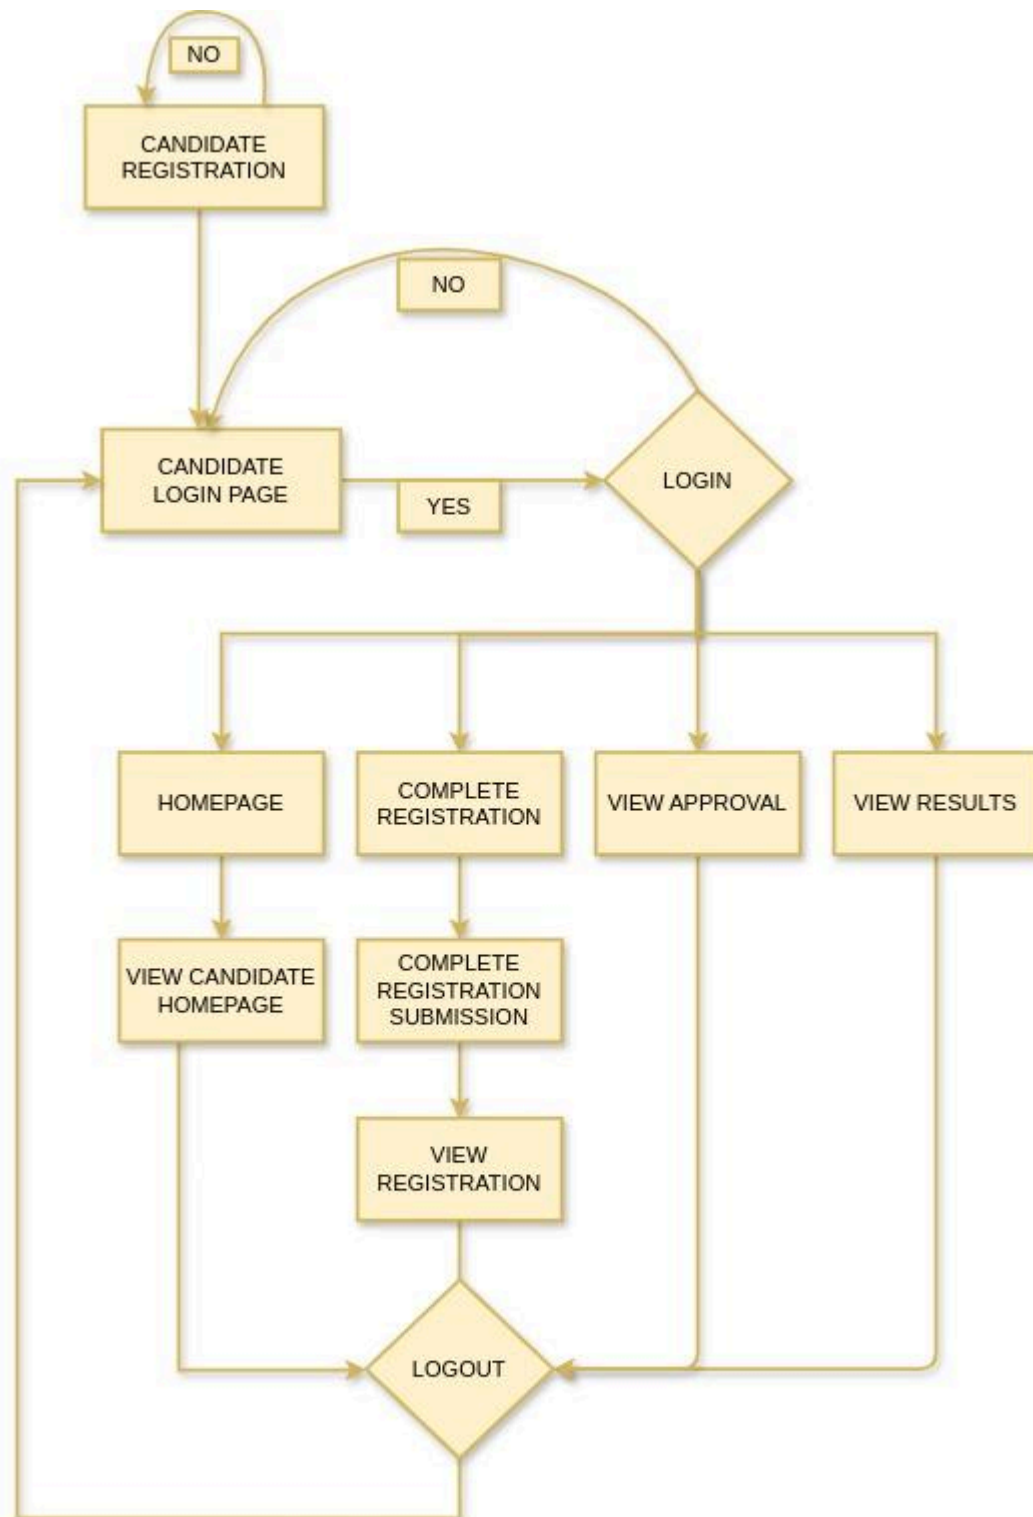 NO
CANDIDATE
REGISTRATION
NO
CANDIDATE
LOGIN PAGE
YES
LOGIN
HOMEPAGE
COMPLETE
REGISTRATION
VIEW APPROVAL
VIEW RESULTS
VIEW CANDIDATE
HOMEPAGE
COMPLETE
REGISTRATION
SUBMISSION
VIEW
REGISTRATION
LOGOUT